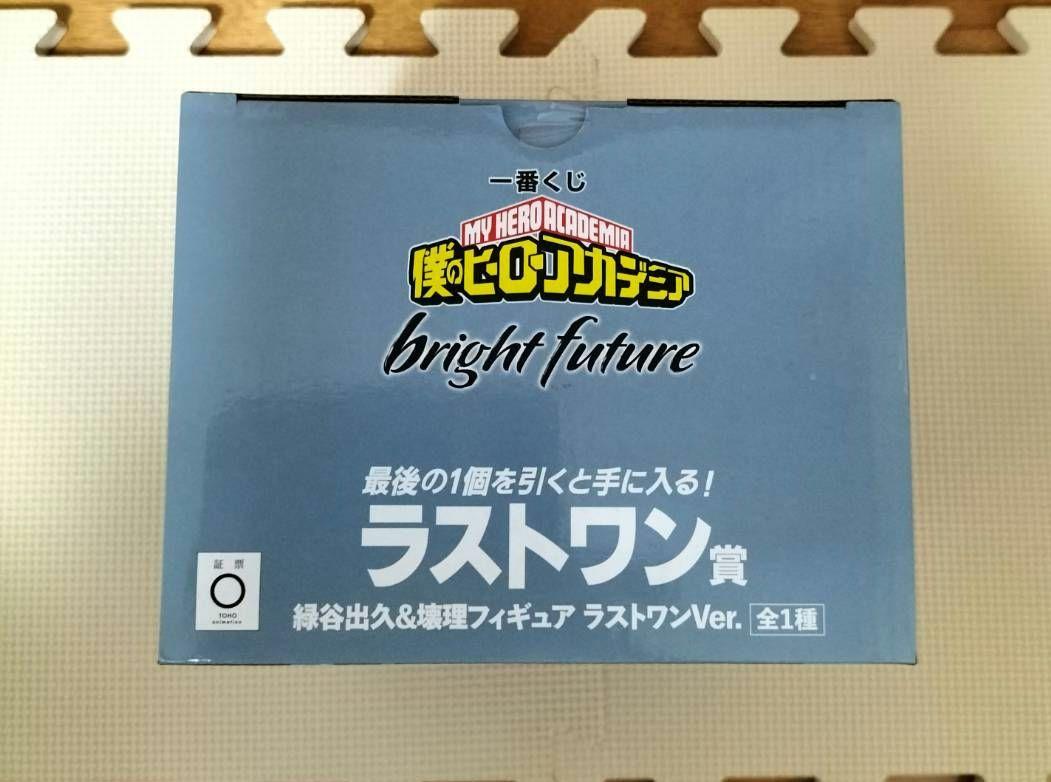 一番くじ
MY HERO ACADEMIA
僕のヒーローアカデミア
bright future
最後の1個を引くと手に入る!
ラストワン賞
緑谷出久&壊理フィギュア ラストワンVer. 全1種
証票
TOHO
animation